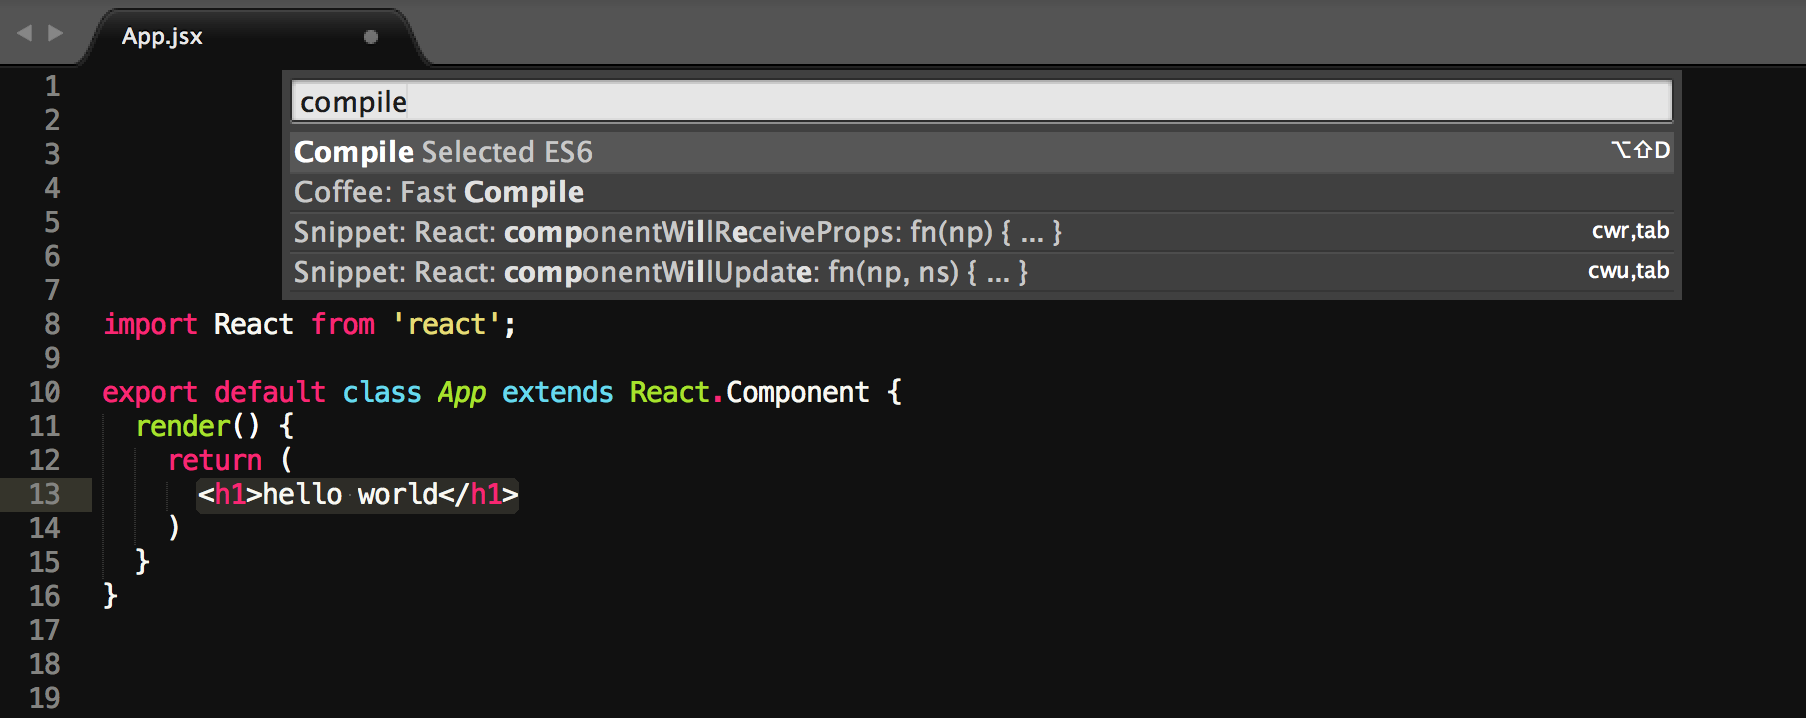 App.jsx
compile
Compile Selected ES6 ⌥⇧D
Coffee: Fast Compile
Snippet: React: componentWillReceiveProps: fn(np) { ... } cwr,tab
Snippet: React: componentWillUpdate: fn(np, ns) { ... } cwu,tab
1
2
3
4
5
6
7
8 import React from 'react';
9
10 export default class App extends React.Component {
11 render() {
12 return (
13 <h1>hello world</h1>
14 )
15 }
16 }
17
18
19